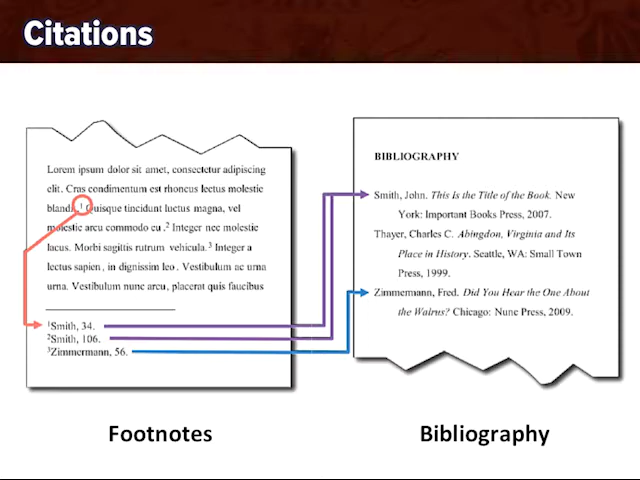 Citations
Lorem ipsum dolor sit amet, consectetur adipiscing
elit. Cras condimentum est rhoncus lectus molestie
blandi.¹ Quisque tincidunt luctus magna, vel
molestie arcu commodo eu.² Integer nec molestie
lacus. Morbi sagittis rutrum vehicula.³ Integer a
lectus sapien, in dignissim leo. Vestibulum ac urna
urna. Vestibulum nunc arcu, placerat quis faucibus
¹Smith, 34.
²Smith, 106.
³Zimmermann, 56.
Footnotes
BIBLIOGRAPHY
Smith, John. This Is the Title of the Book. New
York: Important Books Press, 2007.
Thayer, Charles C. Abingdon, Virginia and Its
Place in History. Seattle, WA: Small Town
Press, 1999.
Zimmermann, Fred. Did You Hear the One About
the Walrus? Chicago: Nunc Press, 2009.
Bibliography